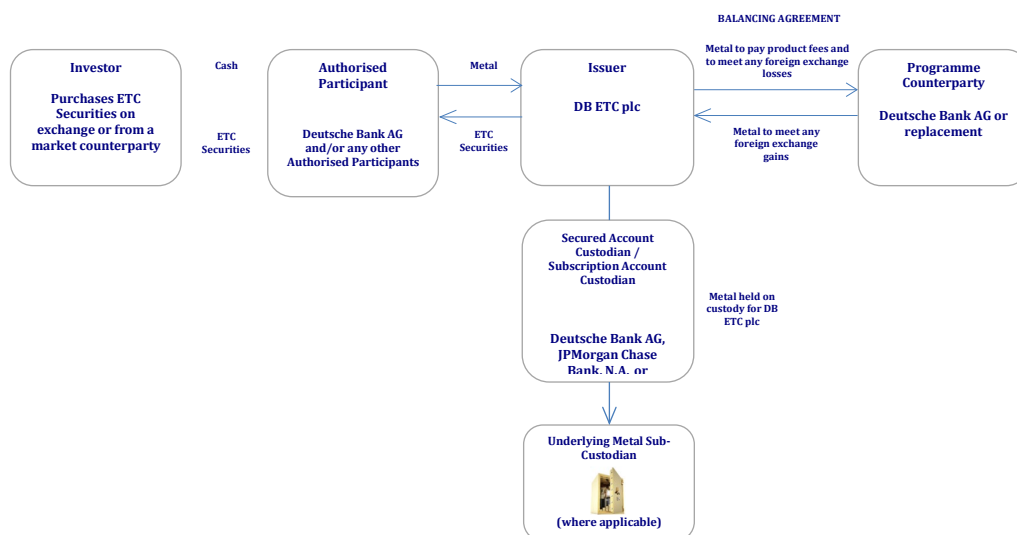 BALANCING AGREEMENT
Investor
Purchases ETC
Securities on
exchange or from a
market counterparty
Cash
ETC
Securities
Authorised
Participant
Deutsche Bank AG
and/or any other
Authorised Participants
Metal
ETC
Securities
Issuer
DB ETC plc
Metal to pay product fees and
to meet any foreign exchange
losses
Metal to meet any
foreign exchange
gains
Programme
Counterparty
Deutsche Bank AG or
replacement
Secured Account
Custodian /
Subscription Account
Custodian
Deutsche Bank AG,
JPMorgan Chase
Bank, N.A. or
Metal held on
custody for DB
ETC plc
Underlying Metal Sub-
Custodian
(where applicable)